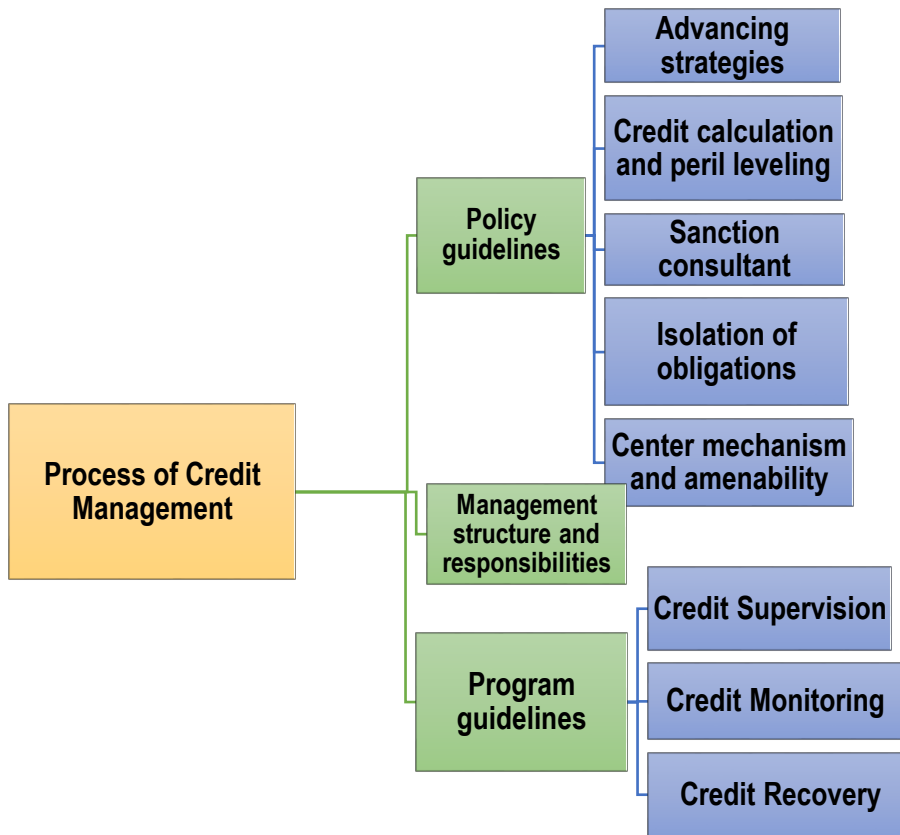 Process of Credit
Management
Policy
guidelines
Advancing
strategies
Credit calculation
and peril leveling
Sanction
consultant
Isolation of
obligations
Center mechanism
and amenability
Management
structure and
responsibilities
Program
guidelines
Credit Supervision
Credit Monitoring
Credit Recovery